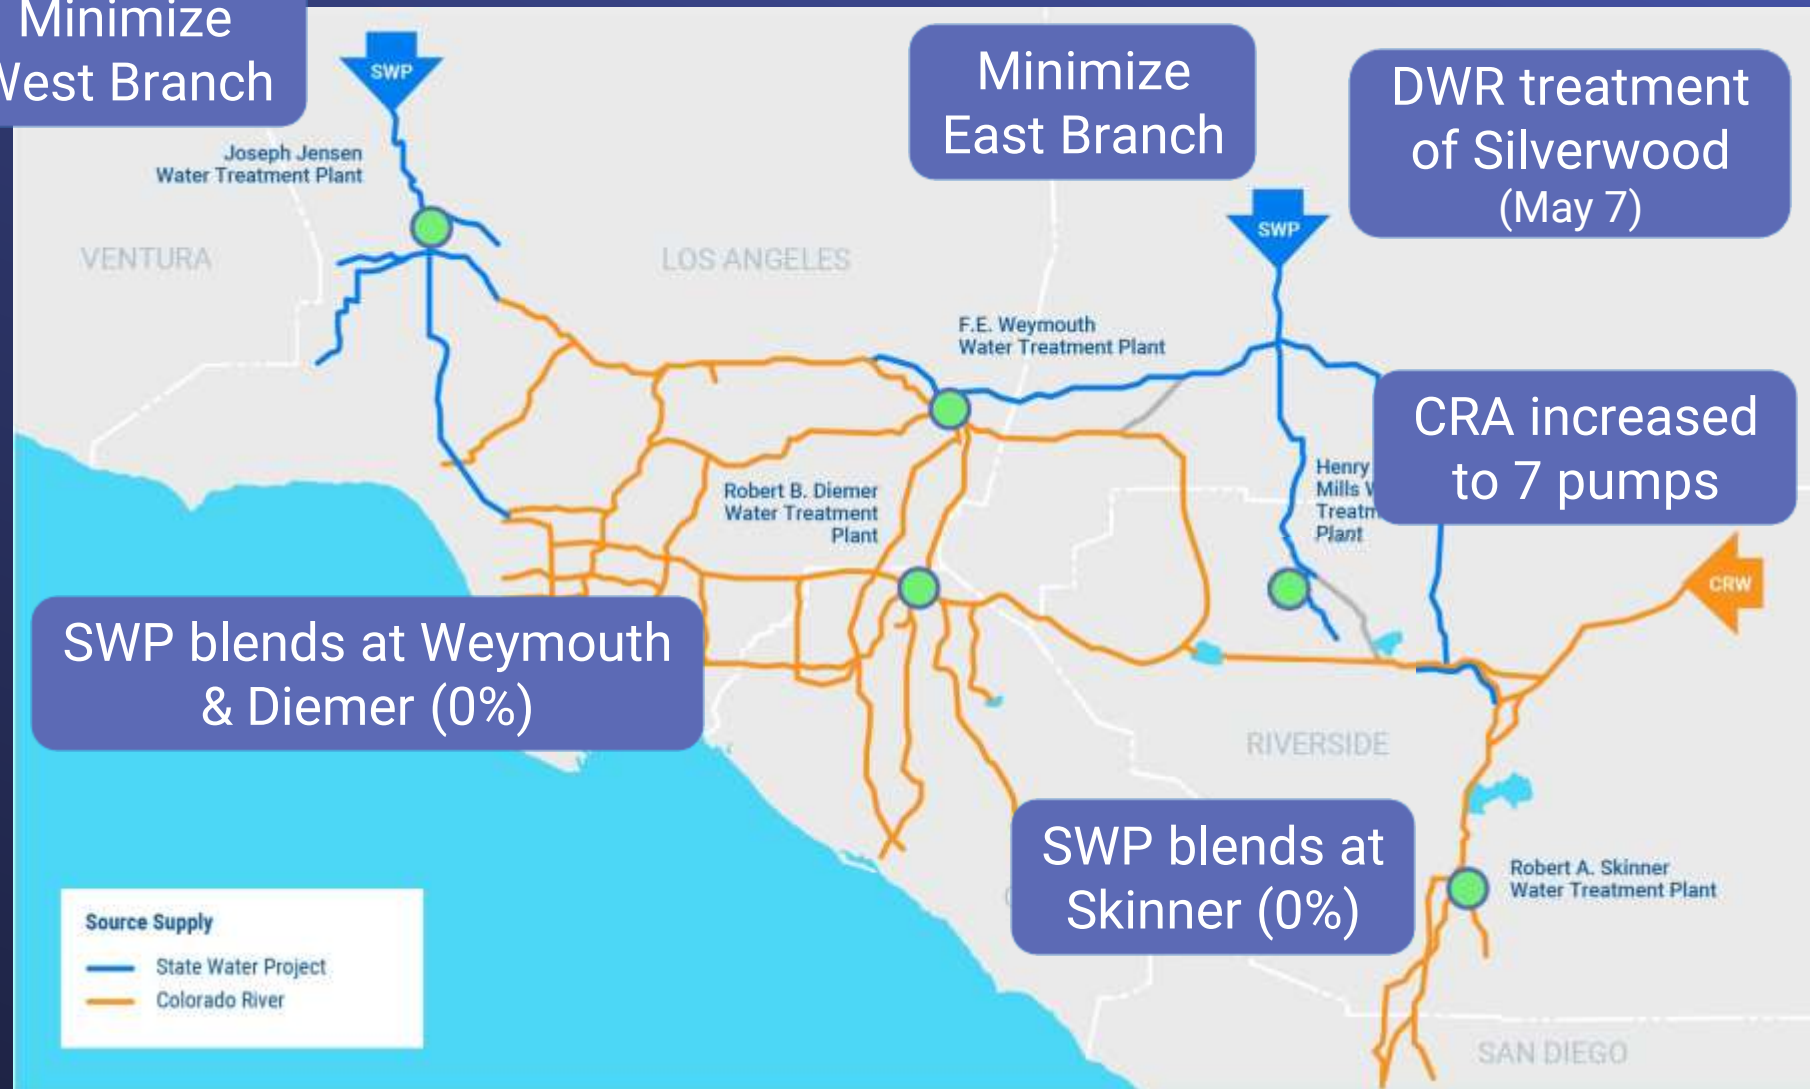 Minimize
West Branch
SWP
Minimize
East Branch
DWR treatment
of Silverwood
(May 7)
Joseph Jensen
Water Treatment Plant
VENTURA
LOS ANGELES
SWP
F.E. Weymouth
Water Treatment Plant
CRA increased
to 7 pumps
Henry
Mills
Plant
Robert B. Diemer
Water Treatment
Plant
CRW
SWP blends at Weymouth
& Diemer (0%)
RIVERSIDE
SWP blends at
Skinner (0%)
Robert A. Skinner
Water Treatment Plant
Source Supply
State Water Project
Colorado River
SAN DIEGO